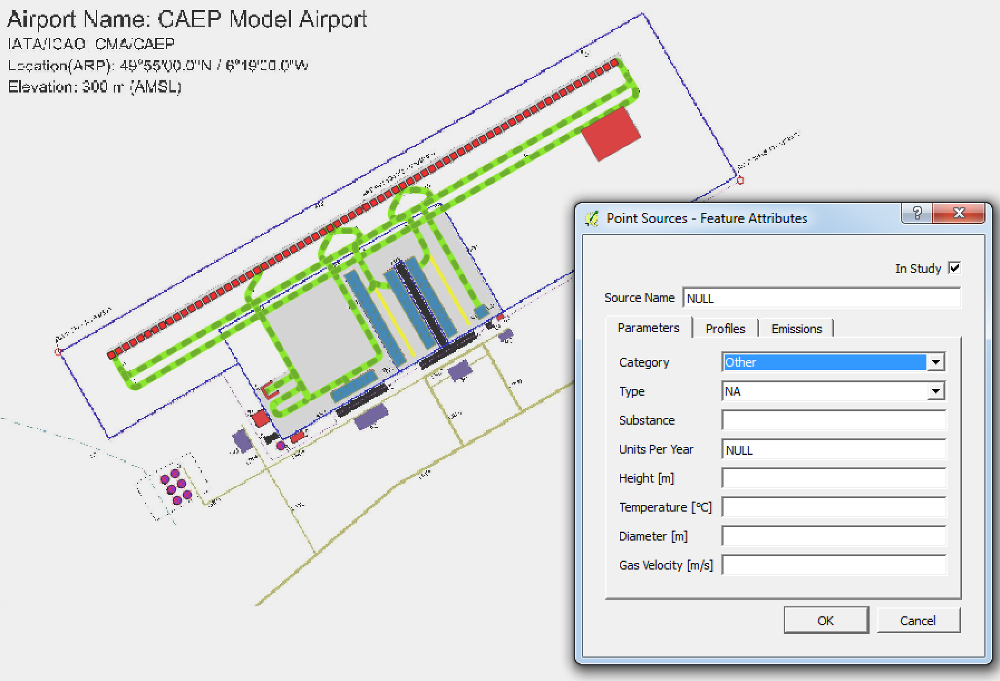 Airport Name: CAEP Model Airport
IATA/ICAO: CMA/CAEP
Location(ARP): 49°55'00.0"N / 6°19'00.0"W
Elevation: 300 m (AMSL)
Point Sources - Feature Attributes
In Study
Source Name NULL
Parameters Profiles Emissions
Category Other
Type NA
Substance
Units Per Year NULL
Height [m]
Temperature [ºC]
Diameter [m]
Gas Velocity [m/s]
OK Cancel